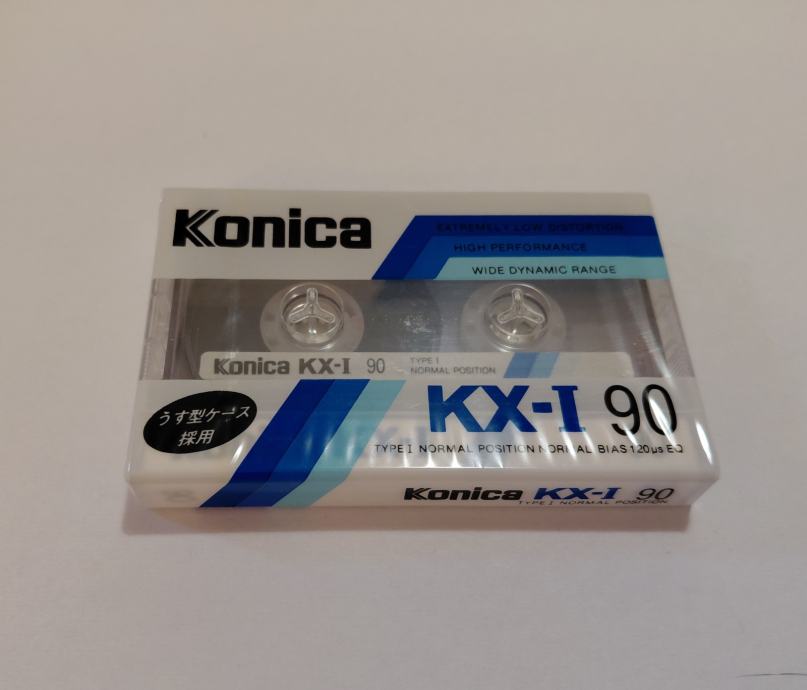 Konica
EXTREMELY LOW DISTORTION
HIGH PERFORMANCE
WIDE DYNAMIC RANGE
Konica KX-I 90
TYPE I
NORMAL POSITION
うす型ケース
採用
KX-I 90
TYPE I NORMAL POSITION NORMAL BIAS 120μs EQ
Konica KX-I 90
TYPE I NORMAL POSITION